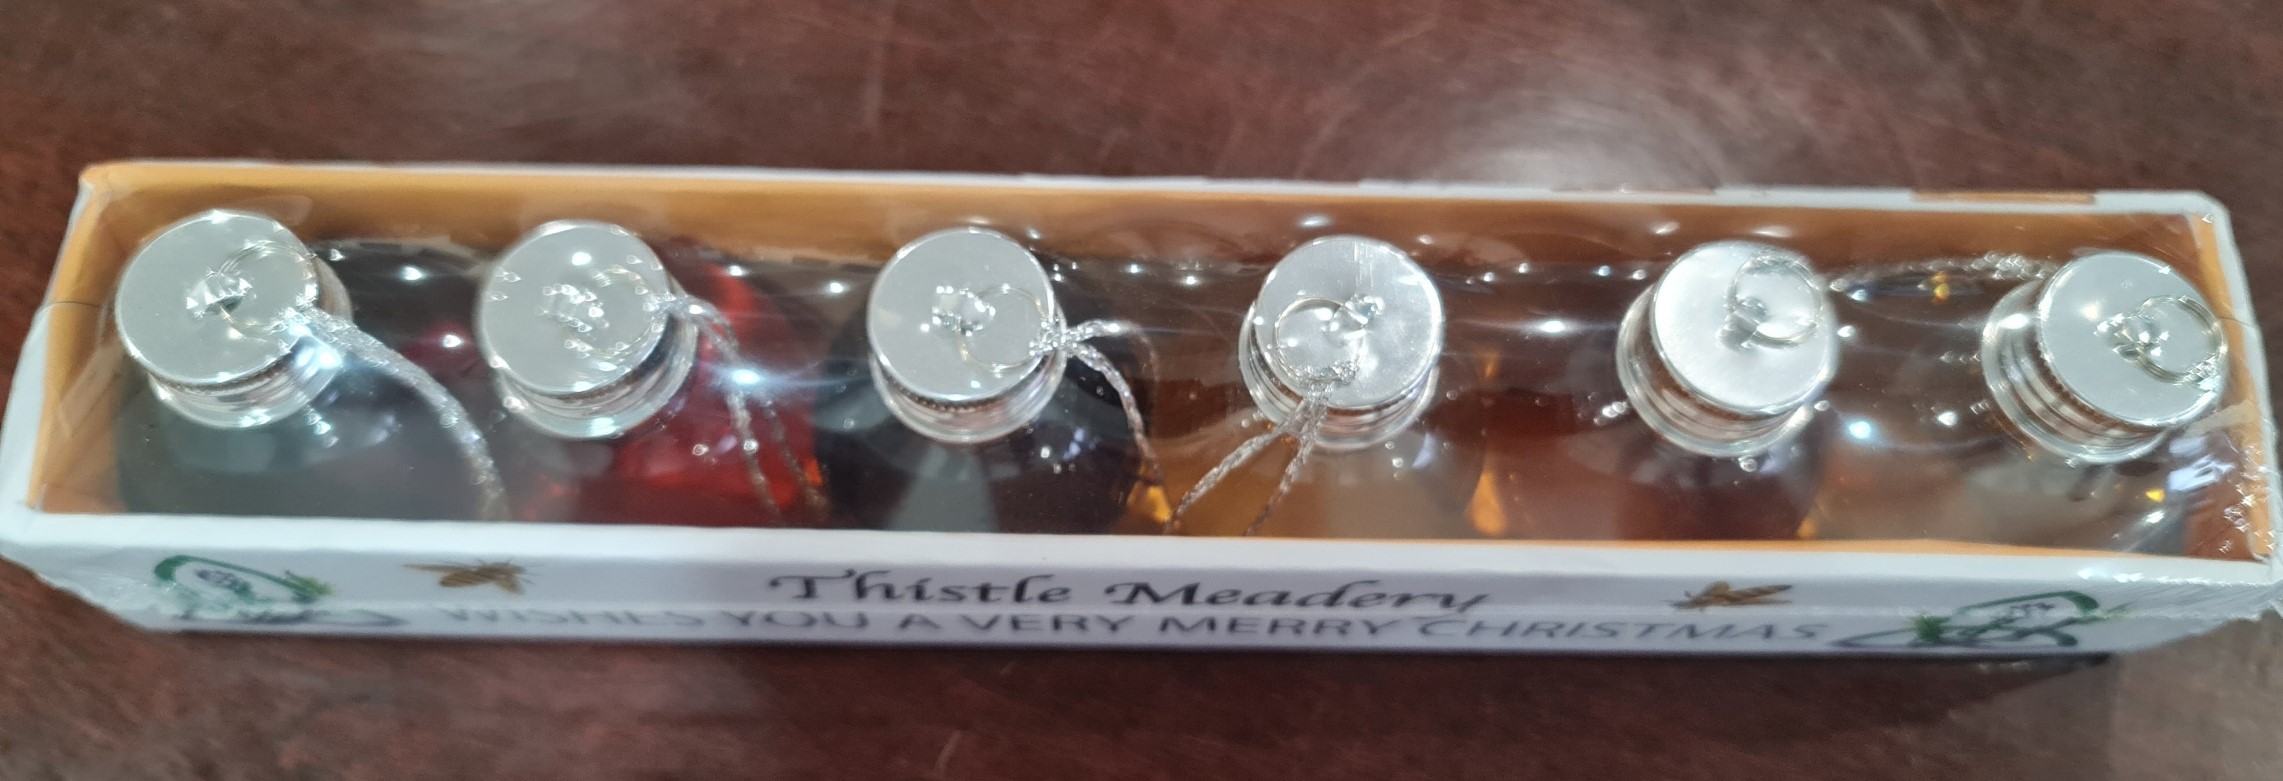 Thistle Meadery
WISHES YOU A VERY MERRY CHRISTMAS